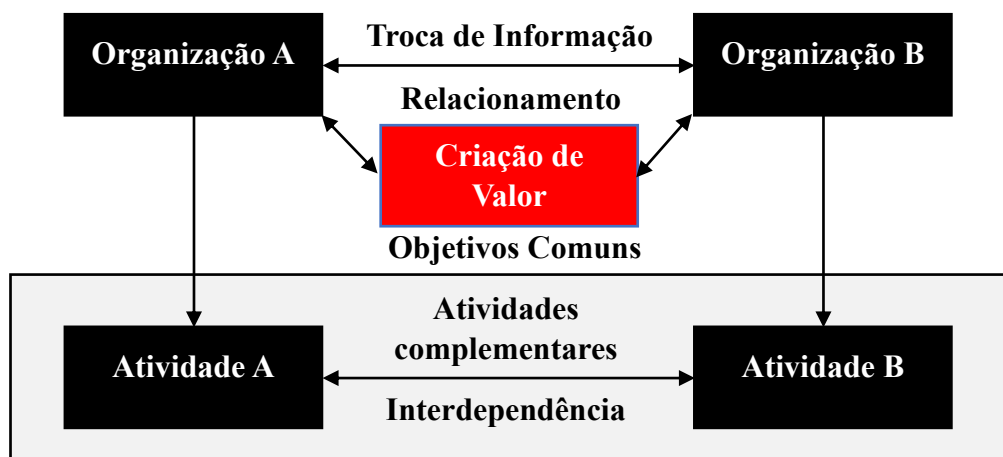 Organização A
Troca de Informação
Organização B
Relacionamento
Criação de
Valor
Objetivos Comuns
Atividades
complementares
Atividade A
Atividade B
Interdependência